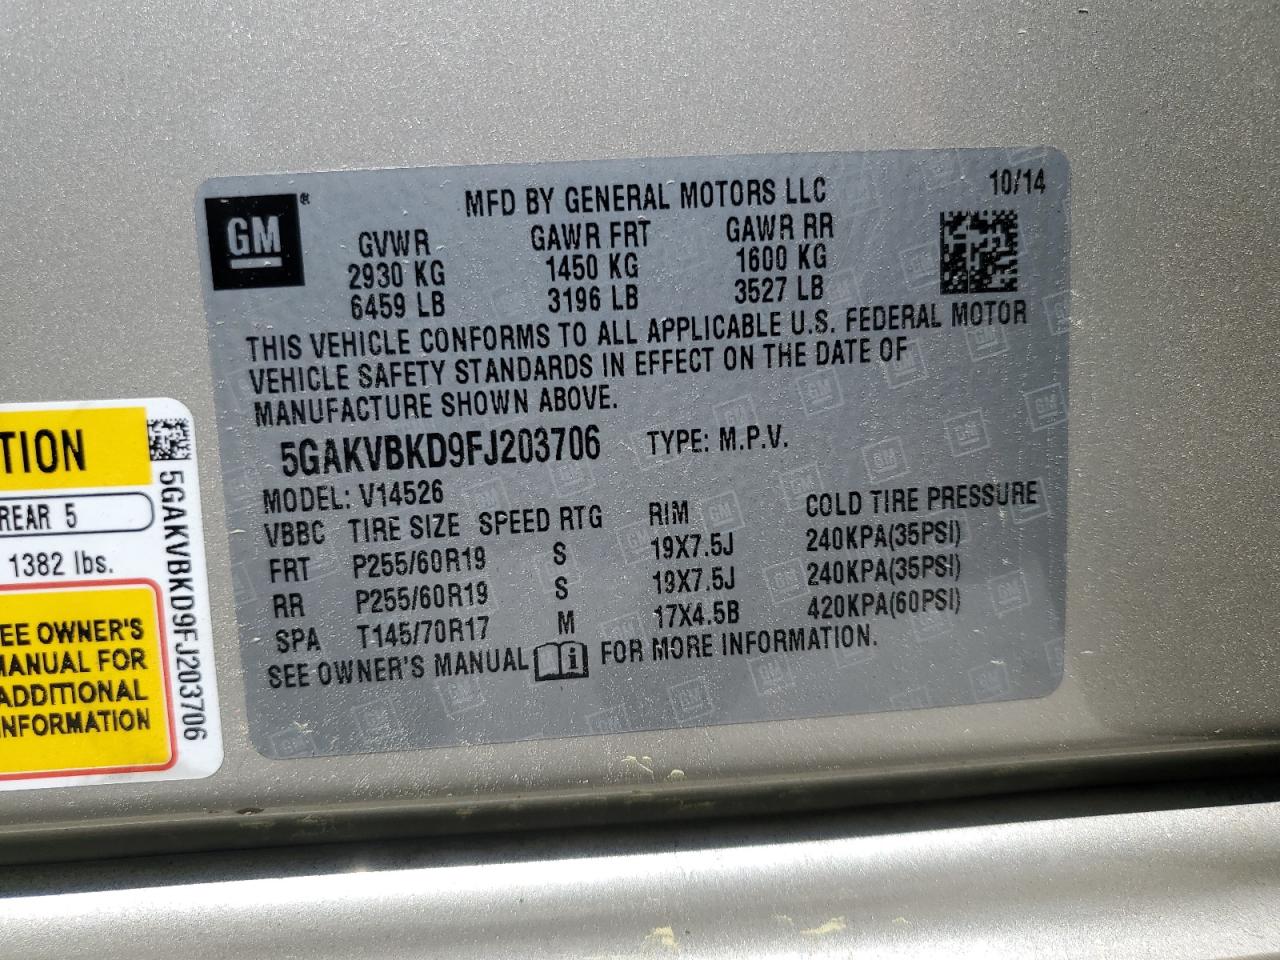 GM ®
MFD BY GENERAL MOTORS LLC 10/14
GVWR GAWR FRT GAWR RR
2930 KG 1450 KG 1600 KG
6459 LB 3196 LB 3527 LB
THIS VEHICLE CONFORMS TO ALL APPLICABLE U.S. FEDERAL MOTOR
VEHICLE SAFETY STANDARDS IN EFFECT ON THE DATE OF
MANUFACTURE SHOWN ABOVE.
5GAKVBKD9FJ203706 TYPE: M.P.V.
MODEL: V14526
VBBC TIRE SIZE SPEED RTG RIM COLD TIRE PRESSURE
FRT P255/60R19 S 19X7.5J 240KPA(35PSI)
RR P255/60R19 S 19X7.5J 240KPA(35PSI)
SPA T145/70R17 M 17X4.5B 420KPA(60PSI)
SEE OWNER'S MANUAL i FOR MORE INFORMATION.
TION
REAR 5
1382 lbs.
EE OWNER'S
MANUAL FOR
ADDITIONAL
NFORMATION
5GAKVBKD9FJ203706